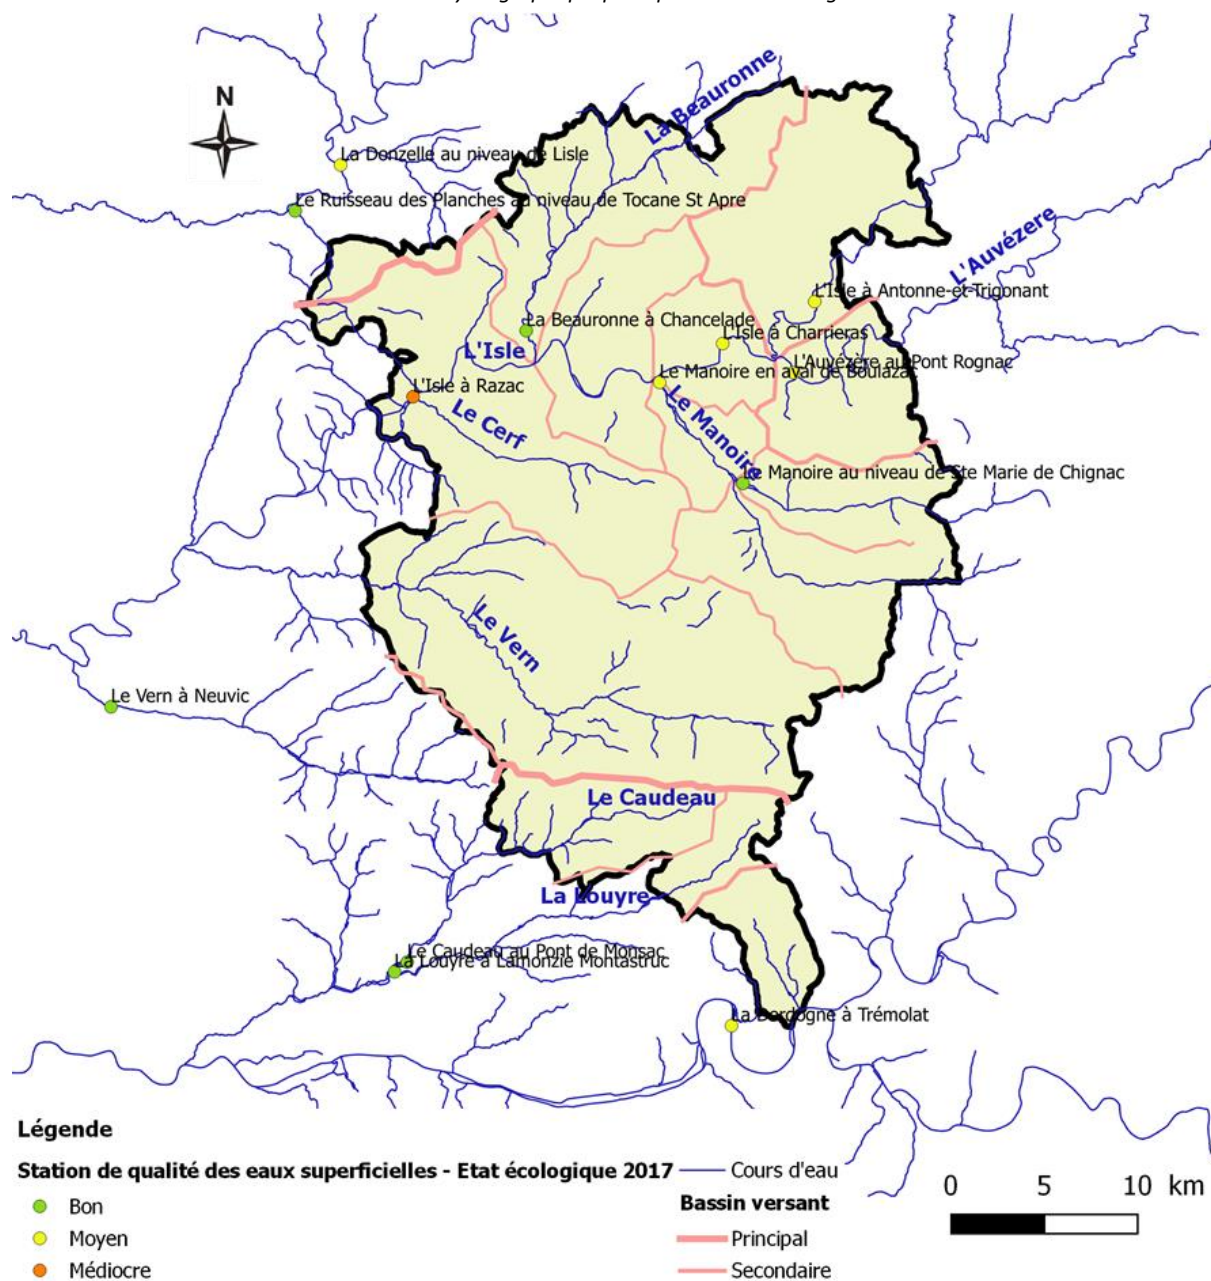 N
La Beauronne
La Donzelle au niveau de Lisle
Le Ruisseau des Planches au niveau de Tocane St Apre
L'Auvézère
L'Isle à Antonne-et-Trigonant
La Beauronne à Chancelade
L'Isle à Charrieras
L'Isle
L'Auvézère au Pont Rognac
Le Manoire en aval de Boulazac
L'Isle à Razac
Le Cerf
Le Manoire
Le Manoire au niveau de Ste Marie de Chignac
Le Vern
Le Vern à Neuvic
Le Caudeau
La Louyre
Le Caudeau au Pont de Monsac
La Louyre à Lamonzie Montastruc
La Dordogne à Trémolat
Légende
Station de qualité des eaux superficielles - Etat écologique 2017
Bon
Moyen
Médiocre
Cours d'eau
Bassin versant
Principal
Secondaire
0 5 10 km